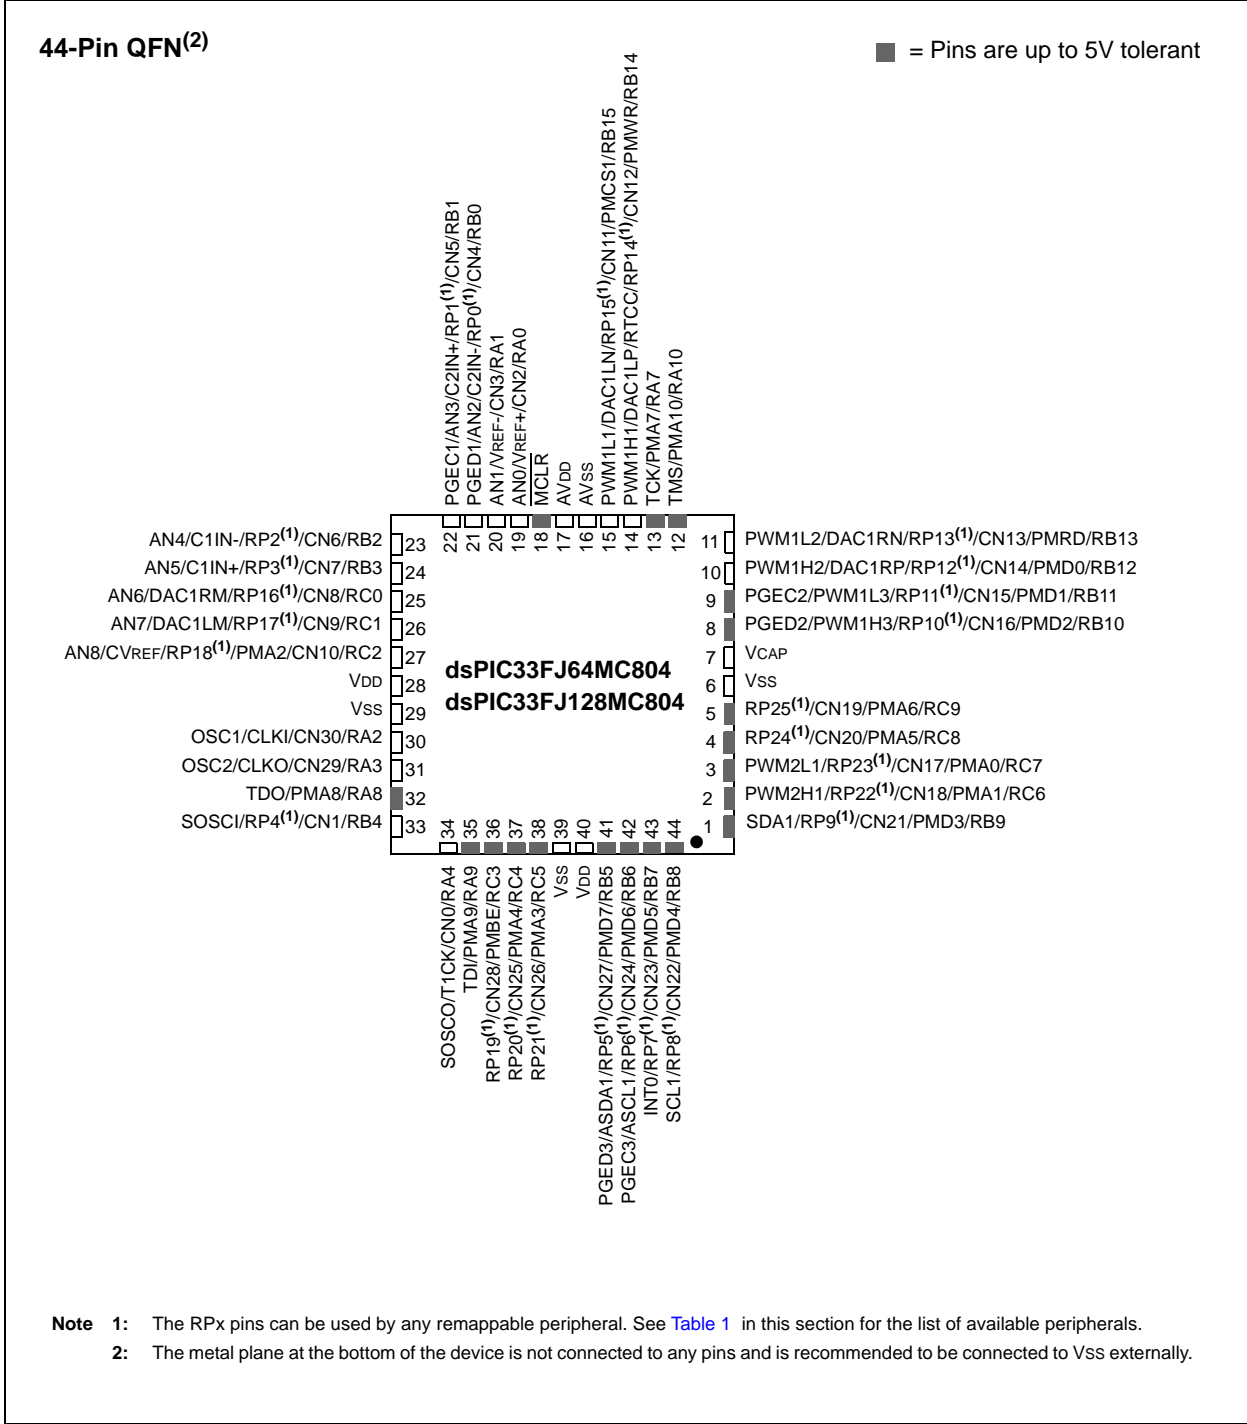 44-Pin QFN(2)
= Pins are up to 5V tolerant
PGEC1/AN3/C2IN+/RP1(1)/CN5/RB1
PGED1/AN2/C2IN-/RP0(1)/CN4/RB0
AN1/VREF-/CN3/RA1
AN0/VREF+/CN2/RA0
MCLR
AVDD
AVSS
PWM1L1/DAC1LN/RP15(1)/CN11/PMCS1/RB15
PWM1H1/DAC1LP/RTCC/RP14(1)/CN12/PMWR/RB14
TCK/PMA7/RA7
TMS/PMA10/RA10
22 21 20 19 18 17 16 15 14 13 12
AN4/C1IN-/RP2(1)/CN6/RB2 23
AN5/C1IN+/RP3(1)/CN7/RB3 24
AN6/DAC1RM/RP16(1)/CN8/RC0 25
AN7/DAC1LM/RP17(1)/CN9/RC1 26
AN8/CVREF/RP18(1)/PMA2/CN10/RC2 27
VDD 28
VSS 29
OSC1/CLKI/CN30/RA2 30
OSC2/CLKO/CN29/RA3 31
TDO/PMA8/RA8 32
SOSCI/RP4(1)/CN1/RB4 33
dsPIC33FJ64MC804
dsPIC33FJ128MC804
11 PWM1L2/DAC1RN/RP13(1)/CN13/PMRD/RB13
10 PWM1H2/DAC1RP/RP12(1)/CN14/PMD0/RB12
9 PGEC2/PWM1L3/RP11(1)/CN15/PMD1/RB11
8 PGED2/PWM1H3/RP10(1)/CN16/PMD2/RB10
7 VCAP
6 VSS
5 RP25(1)/CN19/PMA6/RC9
4 RP24(1)/CN20/PMA5/RC8
3 PWM2L1/RP23(1)/CN17/PMA0/RC7
2 PWM2H1/RP22(1)/CN18/PMA1/RC6
1 SDA1/RP9(1)/CN21/PMD3/RB9
34 35 36 37 38 39 40 41 42 43 44
SOSCO/T1CK/CN0/RA4
TDI/PMA9/RA9
RP19(1)/CN28/PMBE/RC3
RP20(1)/CN25/PMA4/RC4
RP21(1)/CN26/PMA3/RC5
VSS
VDD
PGED3/ASDA1/RP5(1)/CN27/PMD7/RB5
PGEC3/ASCL1/RP6(1)/CN24/PMD6/RB6
INT0/RP7(1)/CN23/PMD5/RB7
SCL1/RP8(1)/CN22/PMD4/RB8
Note 1: The RPx pins can be used by any remappable peripheral. See Table 1 in this section for the list of available peripherals.
2: The metal plane at the bottom of the device is not connected to any pins and is recommended to be connected to VSS externally.